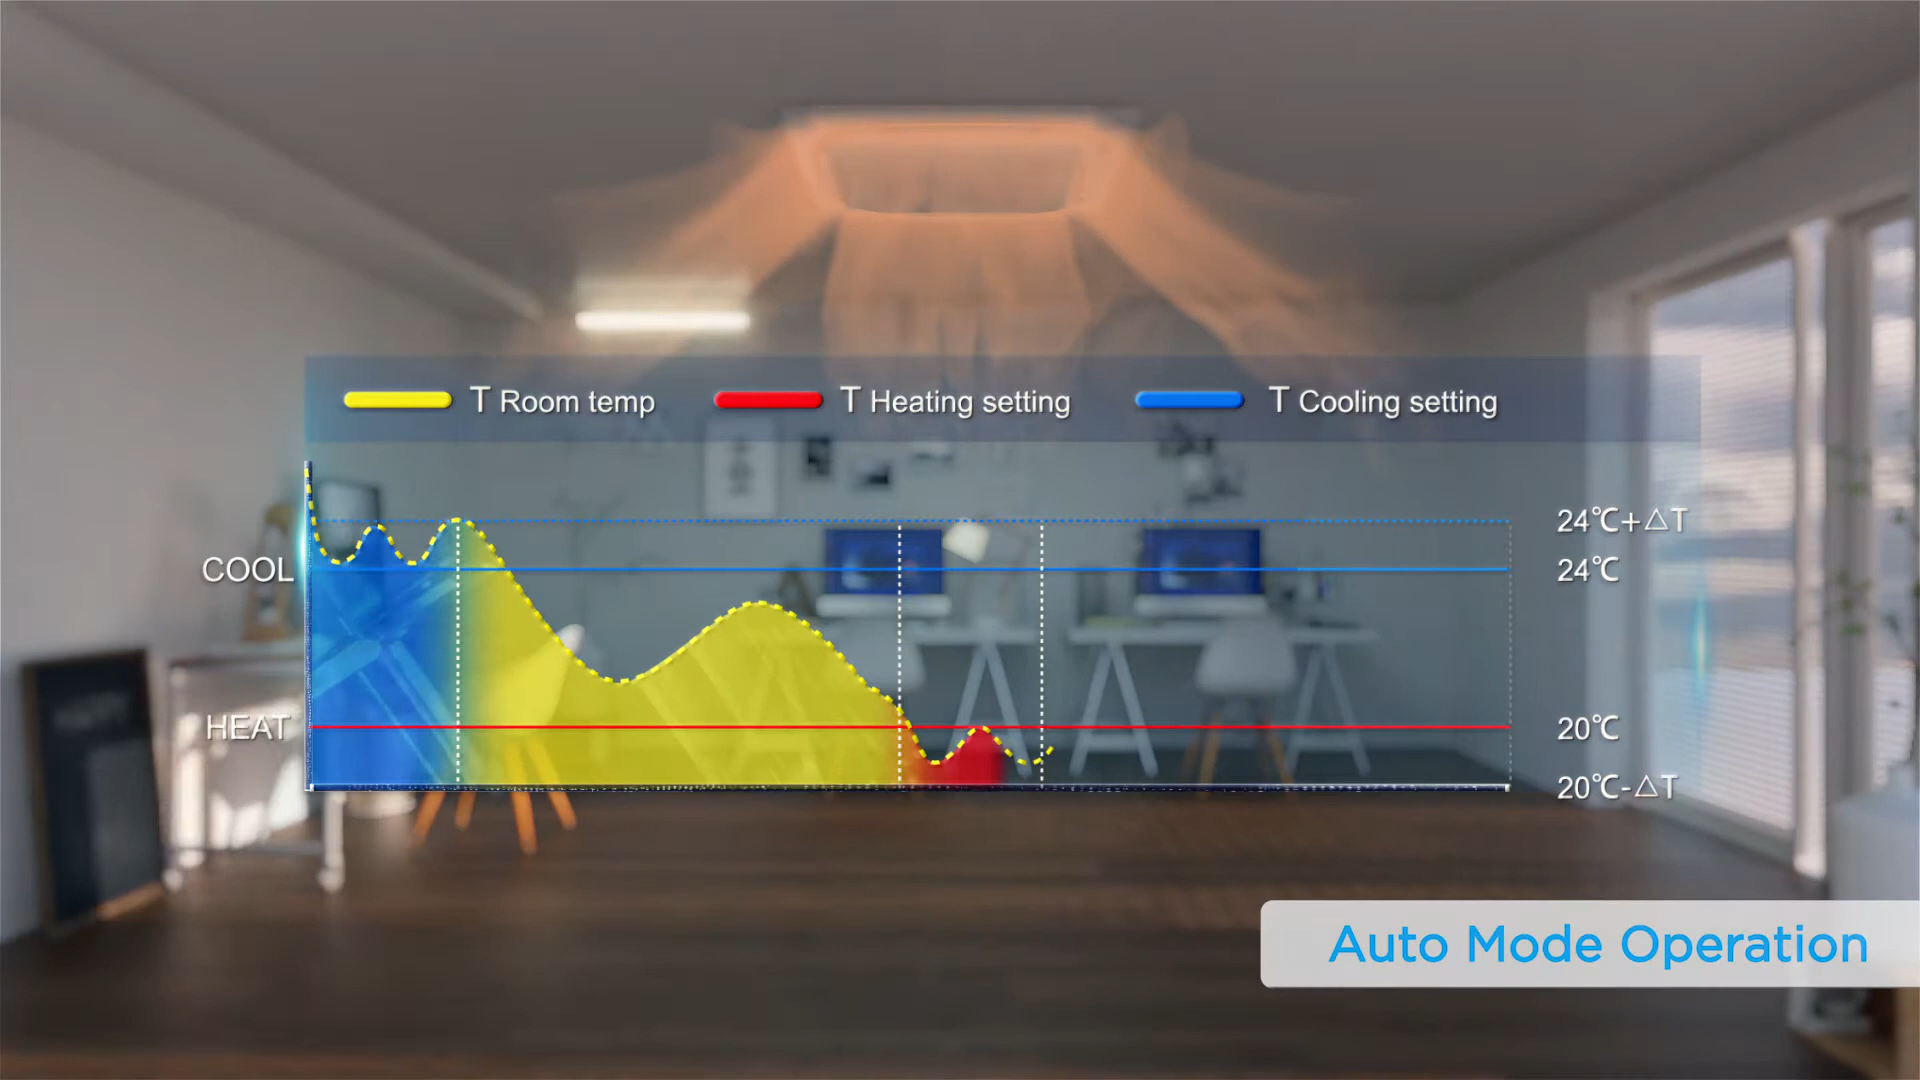 T Room temp
T Heating setting
T Cooling setting
24℃+△T
COOL
24℃
HEAT
20℃
20℃-△T
Auto Mode Operation